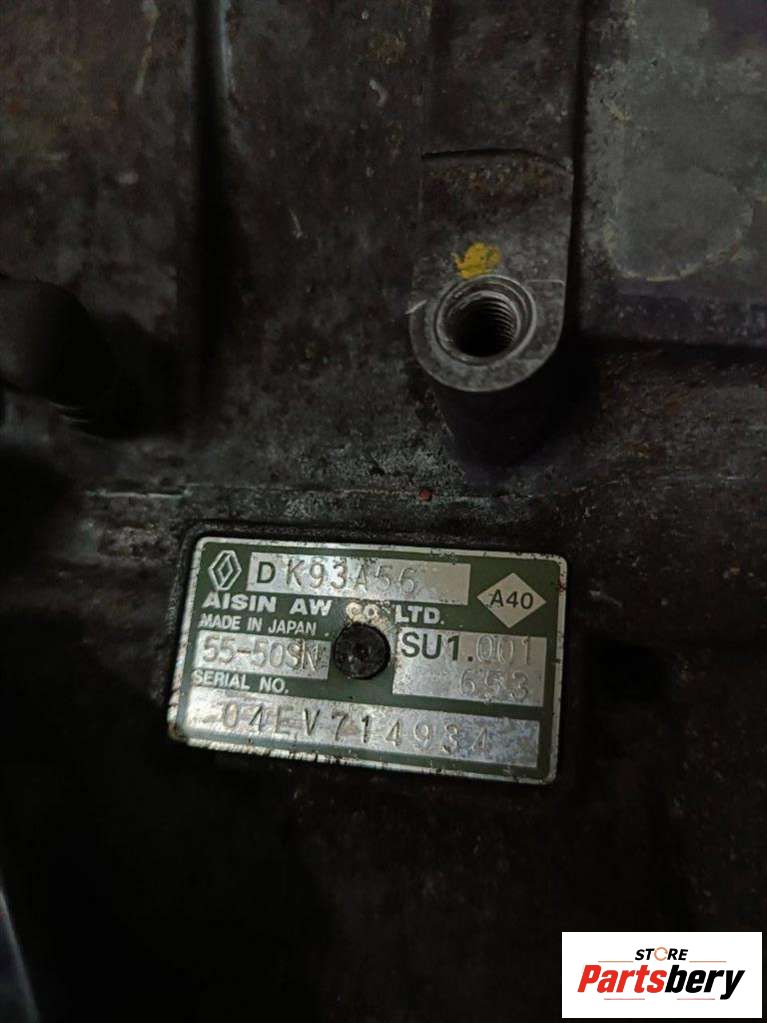 DK93A56
A40
AISIN AW CO., LTD.
MADE IN JAPAN
55-50SN
SU1.001
653
SERIAL NO.
04EV714934
STORE
Partsbery